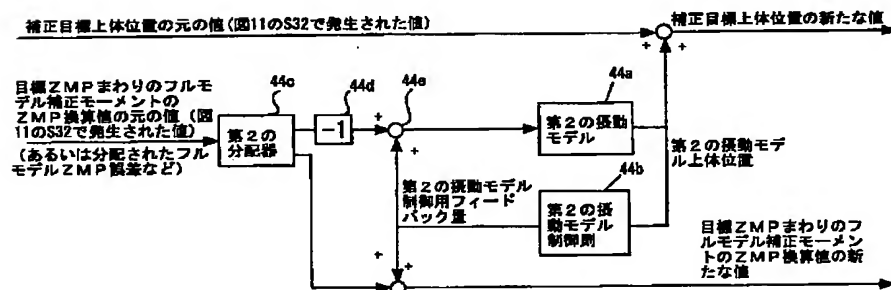 補正目標上体位置の元の値(図11のS32で発生された値)
補正目標上体位置の新たな値
目標ZMPまわりのフルモ
デル補正モーメントの
ZMP換算値の元の値(図
11のS32で発生された値)
(あるいは分配されたフル
モデルZMP誤差など)
44c
第2の
分配器
44d
-1
44e
44a
第2の摂動
モデル
第2の摂動モデ
ル上体位置
44b
第2の摂
動モデル
制御則
第2の摂動モデル
制御用フィード
バック量
目標ZMPまわりのフ
ルモデル補正モーメン
トのZMP換算値の新
たな値
+
+
+
+
+
+